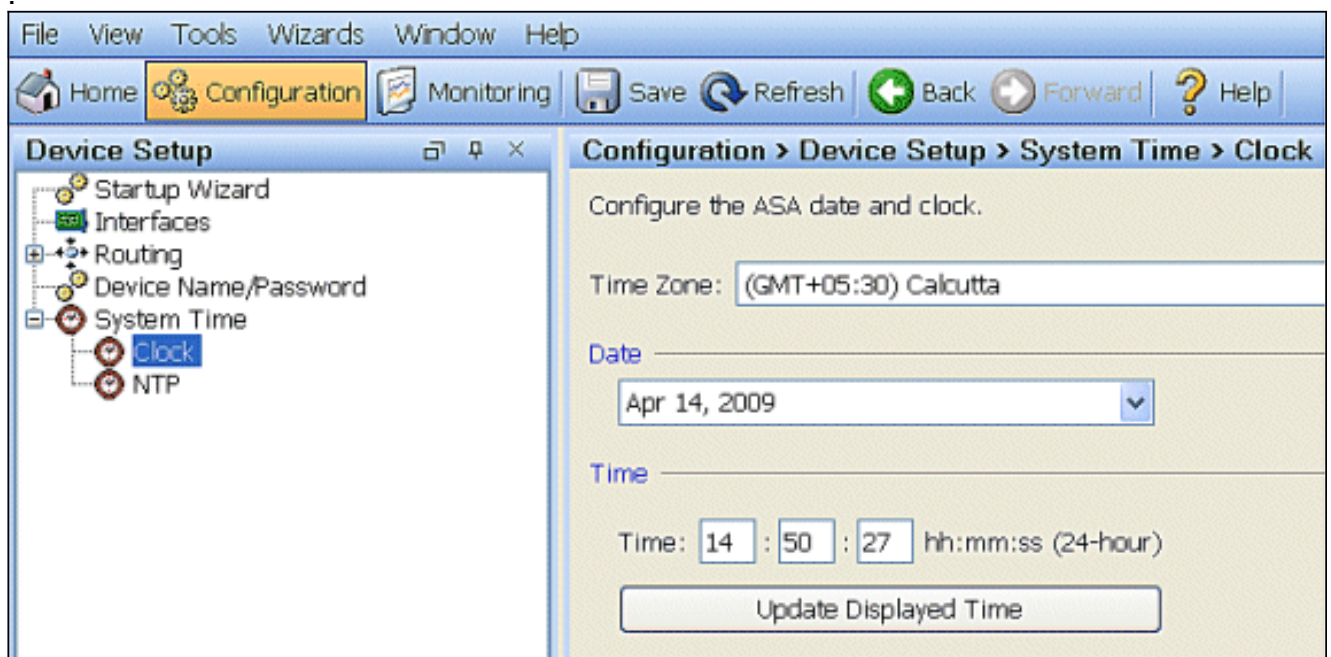 File View Tools Wizards Window Help
Home Configuration Monitoring Save Refresh Back Forward Help
Device Setup
Startup Wizard
Interfaces
Routing
Device Name/Password
System Time
Clock
NTP
Configuration > Device Setup > System Time > Clock
Configure the ASA date and clock.
Time Zone: (GMT+05:30) Calcutta
Date
Apr 14, 2009
Time
Time: 14 : 50 : 27 hh:mm:ss (24-hour)
Update Displayed Time